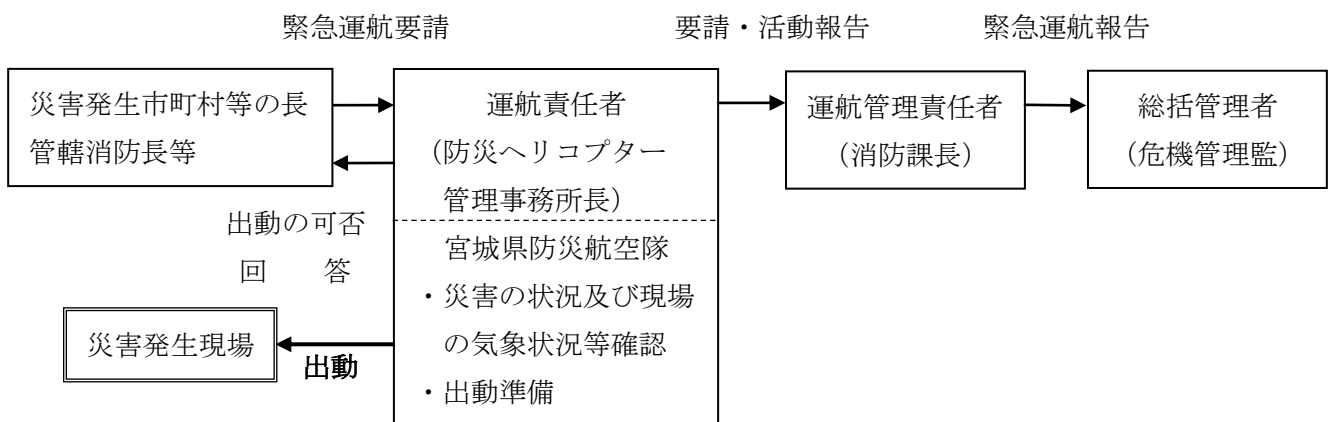 緊急運航要請
要請・活動報告
緊急運航報告
災害発生市町村等の長
管轄消防長等
運航責任者
(防災ヘリコプター
管理事務所長)
運航管理責任者
(消防課長)
総括管理者
(危機管理監)
出動の可否
回 答
宮城県防災航空隊
・災害の状況及び現場
の気象状況等確認
・出動準備
災害発生現場
出動